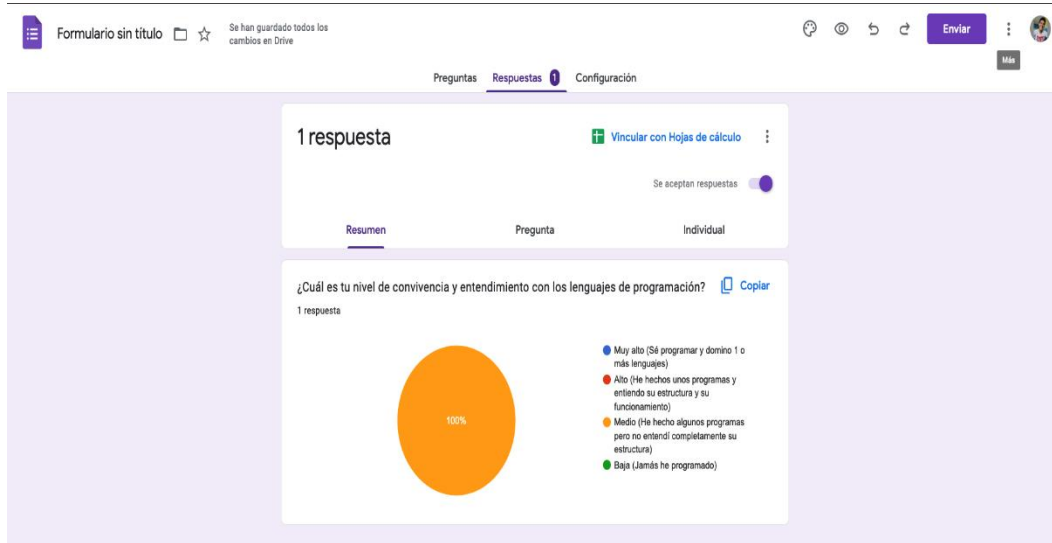 Formulario sin título
Se han guardado todos los
cambios en Drive
Enviar
Más
Preguntas Respuestas 1 Configuración
1 respuesta
Vincular con Hojas de cálculo
Se aceptan respuestas
Resumen Pregunta Individual
¿Cuál es tu nivel de convivencia y entendimiento con los lenguajes de programación?
Copiar
1 respuesta
100%
Muy alto (Sé programar y domino 1 o
más lenguajes)
Alto (He hechos unos programas y
entiendo su estructura y su
funcionamiento)
Medio (He hecho algunos programas
pero no entendí completamente su
estructura)
Baja (Jamás he programado)